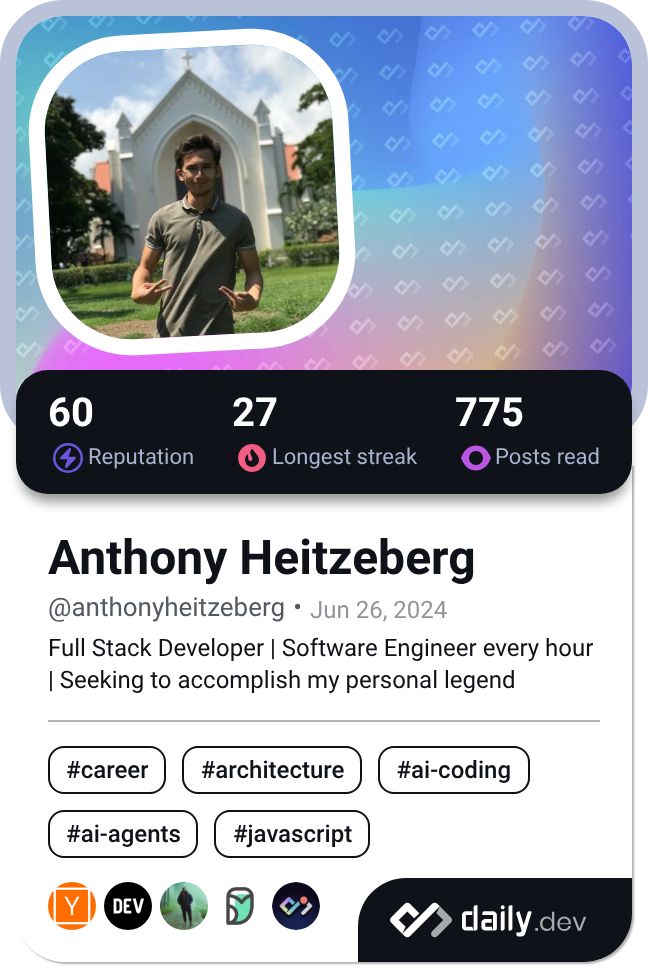 60 27 775
Reputation Longest streak Posts read
Anthony Heitzeberg
@anthonyheitzeberg • Jun 26, 2024
Full Stack Developer | Software Engineer every hour
| Seeking to accomplish my personal legend
#career #architecture #ai-coding
#ai-agents #javascript
Y DEV
daily.dev